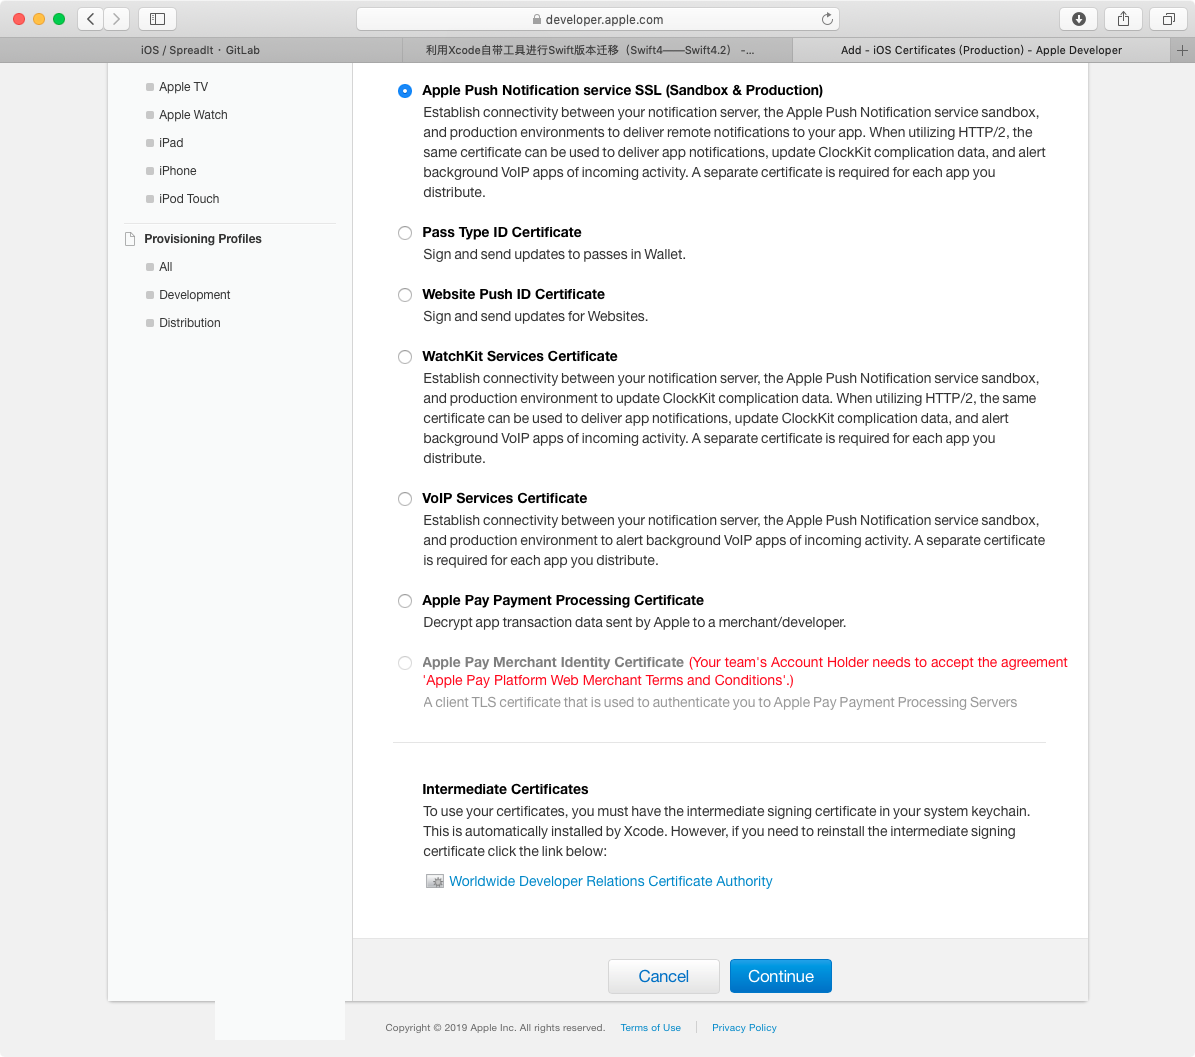 developer.apple.com
iOS / SpreadIt · GitLab
利用Xcode自带工具进行Swift版本迁移（Swift4——Swift4.2） -...
Add - iOS Certificates (Production) - Apple Developer
Apple TV
Apple Watch
iPad
iPhone
iPod Touch
Provisioning Profiles
All
Development
Distribution
Apple Push Notification service SSL (Sandbox & Production)
Establish connectivity between your notification server, the Apple Push Notification service sandbox,
and production environments to deliver remote notifications to your app. When utilizing HTTP/2, the
same certificate can be used to deliver app notifications, update ClockKit complication data, and alert
background VoIP apps of incoming activity. A separate certificate is required for each app you
distribute.
Pass Type ID Certificate
Sign and send updates to passes in Wallet.
Website Push ID Certificate
Sign and send updates for Websites.
WatchKit Services Certificate
Establish connectivity between your notification server, the Apple Push Notification service sandbox,
and production environment to update ClockKit complication data. When utilizing HTTP/2, the same
certificate can be used to deliver app notifications, update ClockKit complication data, and alert
background VoIP apps of incoming activity. A separate certificate is required for each app you
distribute.
VoIP Services Certificate
Establish connectivity between your notification server, the Apple Push Notification service sandbox,
and production environment to alert background VoIP apps of incoming activity. A separate certificate
is required for each app you distribute.
Apple Pay Payment Processing Certificate
Decrypt app transaction data sent by Apple to a merchant/developer.
Apple Pay Merchant Identity Certificate (Your team's Account Holder needs to accept the agreement
'Apple Pay Platform Web Merchant Terms and Conditions'.)
A client TLS certificate that is used to authenticate you to Apple Pay Payment Processing Servers
Intermediate Certificates
To use your certificates, you must have the intermediate signing certificate in your system keychain.
This is automatically installed by Xcode. However, if you need to reinstall the intermediate signing
certificate click the link below:
Worldwide Developer Relations Certificate Authority
Cancel
Continue
Copyright © 2019 Apple Inc. All rights reserved. Terms of Use Privacy Policy